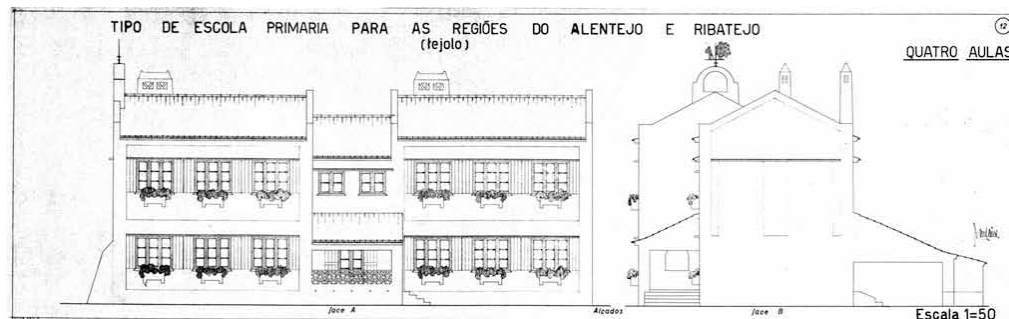 TIPO DE ESCOLA PRIMARIA PARA AS REGIÕES DO ALENTEJO E RIBATEJO
(tejolo)
12
QUATRO AULAS
face A
Alçados
face B
Escala 1=50